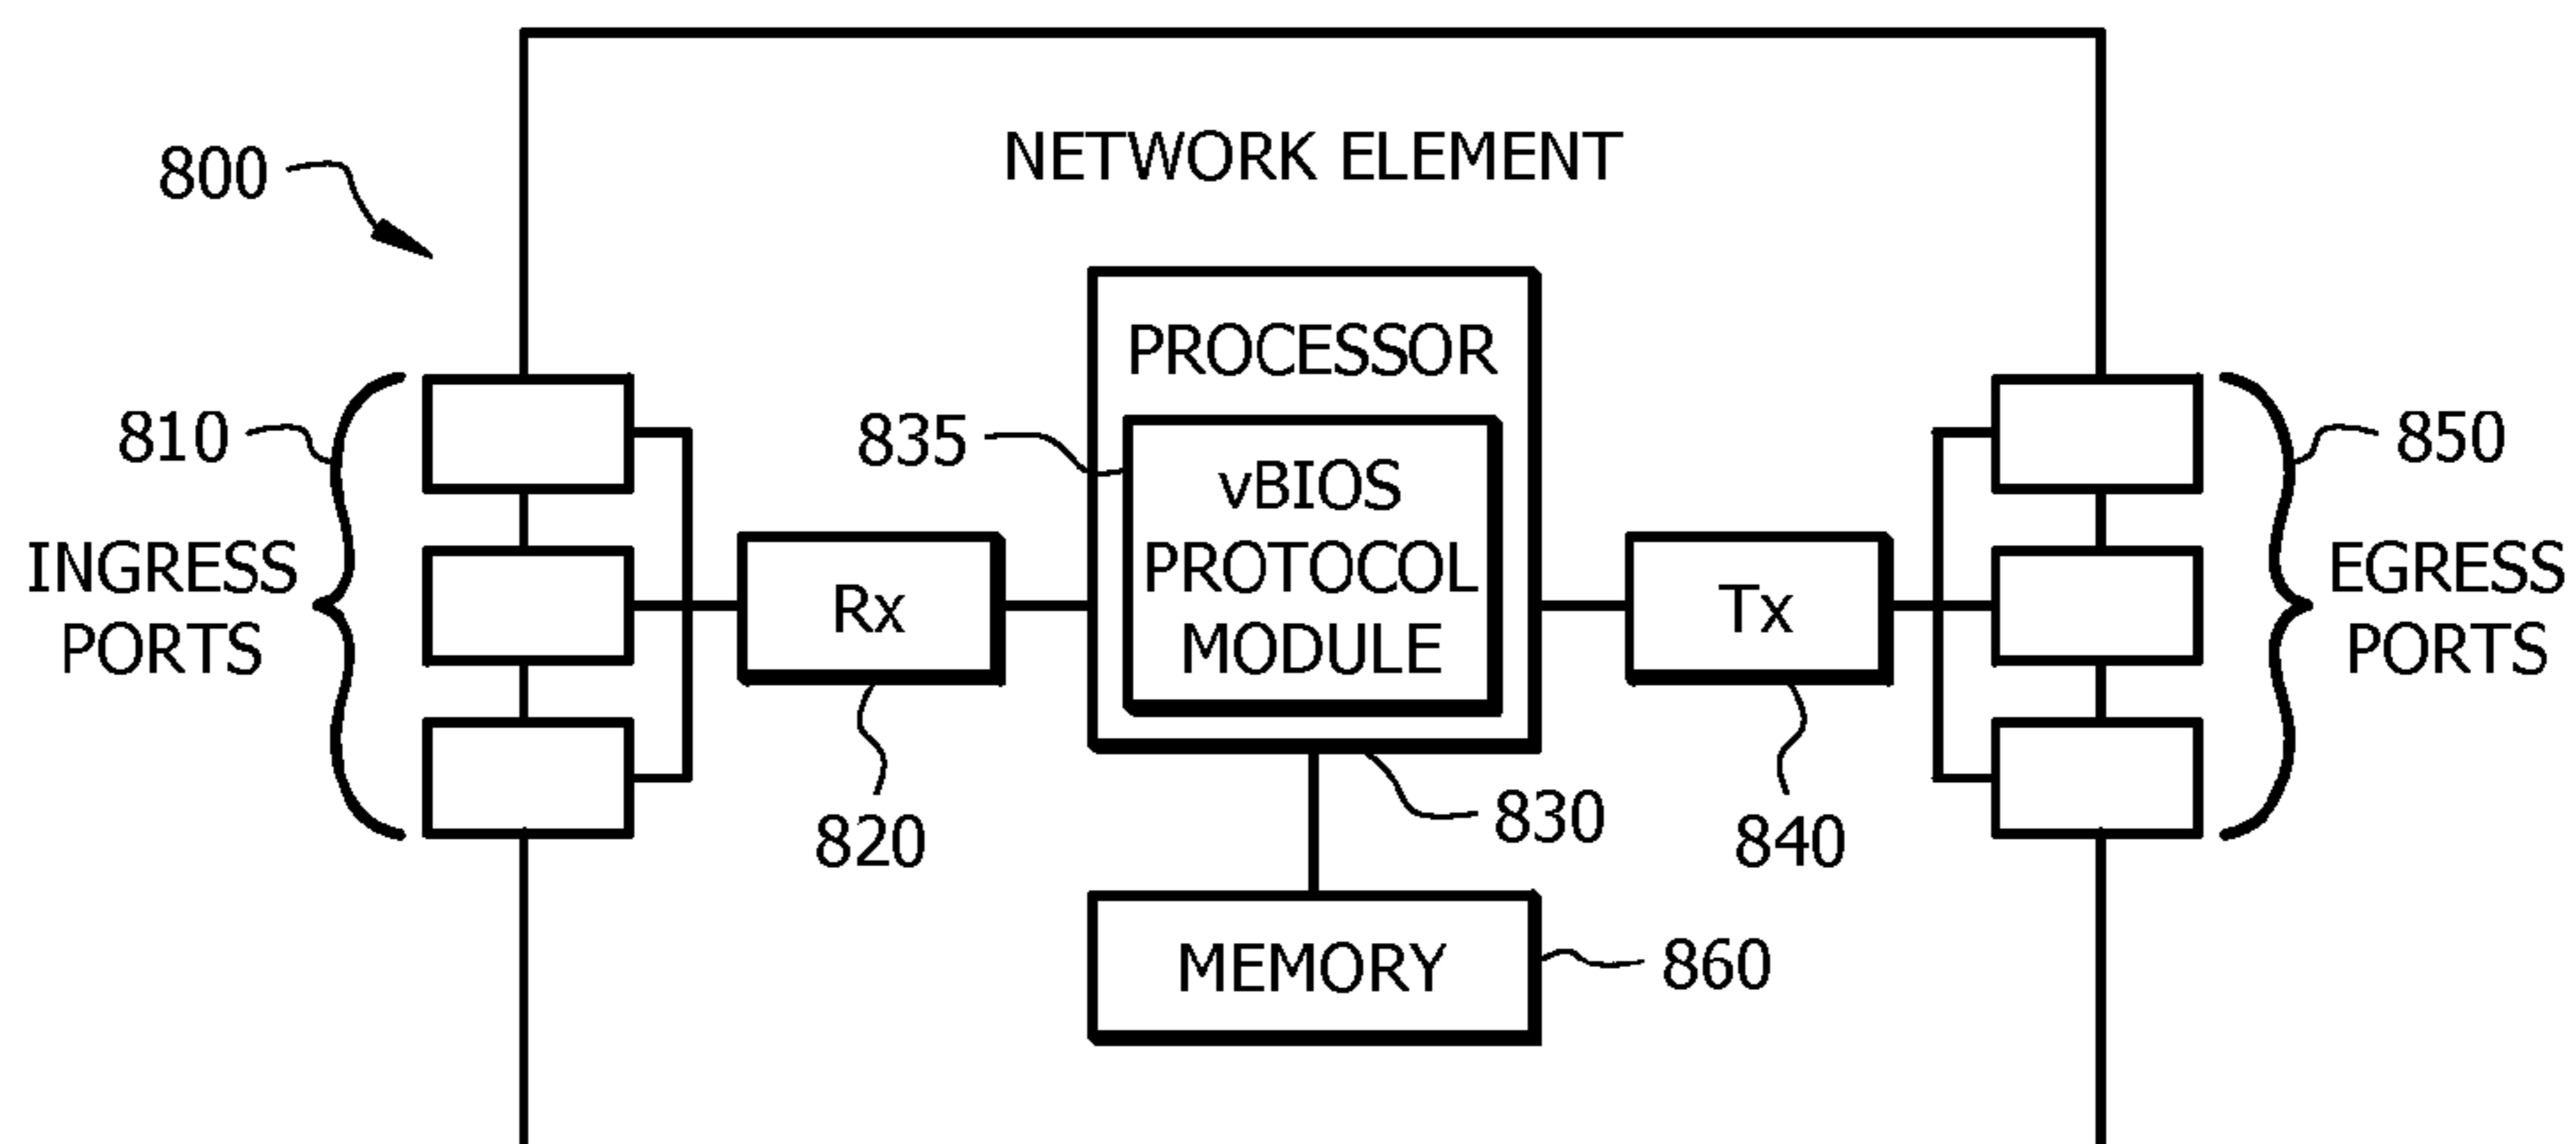 NETWORK ELEMENT
800
PROCESSOR
810
835
850
vBIOS
PROTOCOL
MODULE
INGRESS
PORTS
Rx
Tx
EGRESS
PORTS
820
830
840
MEMORY
860